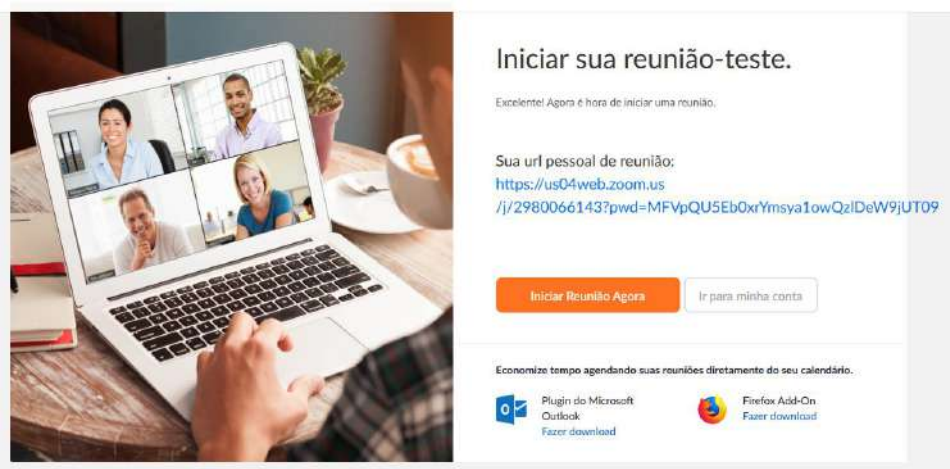 Iniciar sua reunião-teste.
Excelente! Agora é hora de iniciar uma reunião.
Sua url pessoal de reunião:
https://us04web.zoom.us
/j/2980066143?pwd=MFVpQU5Eb0xrYmsya1owQzlDeW9jUT09
Iniciar Reunião Agora
Ir para minha conta
Economize tempo agendando suas reuniões diretamente do seu calendário.
Plugin do Microsoft
Outlook
Fazer download
Firefox Add-On
Fazer download